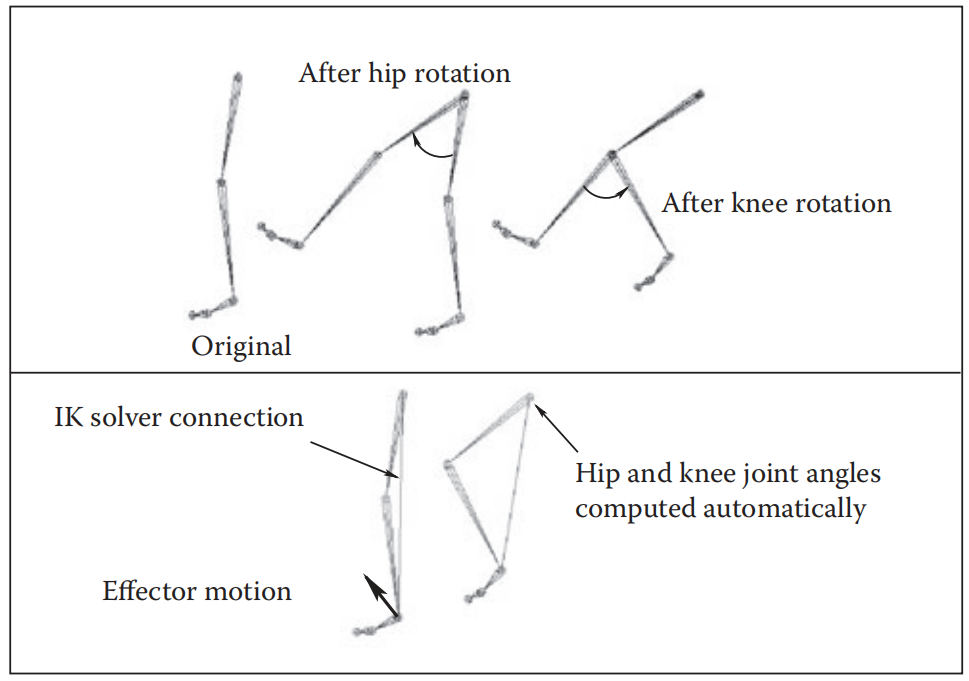 After hip rotation
After knee rotation
Original
IK solver connection
Hip and knee joint angles
computed automatically
Effector motion